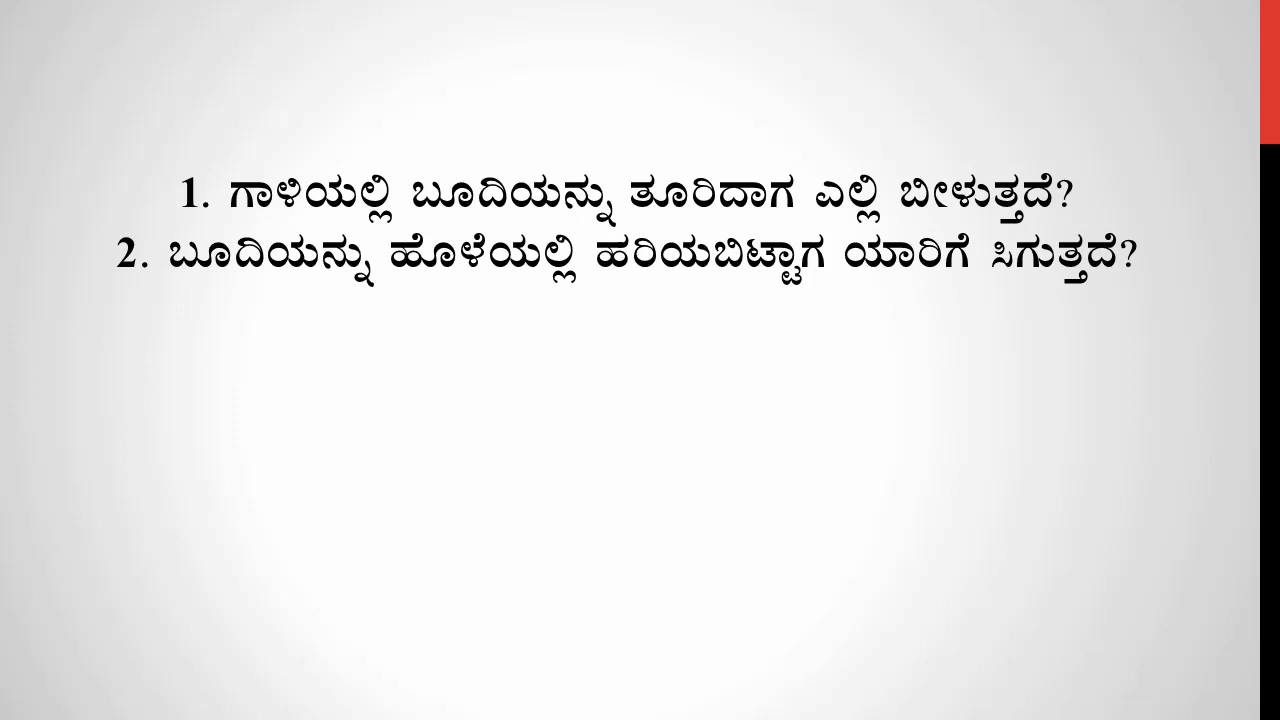 1. ಗಾಳಿಯಲ್ಲಿ ಬೂದಿಯನ್ನು ತೂರಿದಾಗ ಎಲ್ಲಿ ಬೀಳುತ್ತದೆ?
2. ಬೂದಿಯನ್ನು ಹೊಳೆಯಲ್ಲಿ ಹರಿಯಬಿಟ್ಟಾಗ ಯಾರಿಗೆ ಸಿಗುತ್ತದೆ?